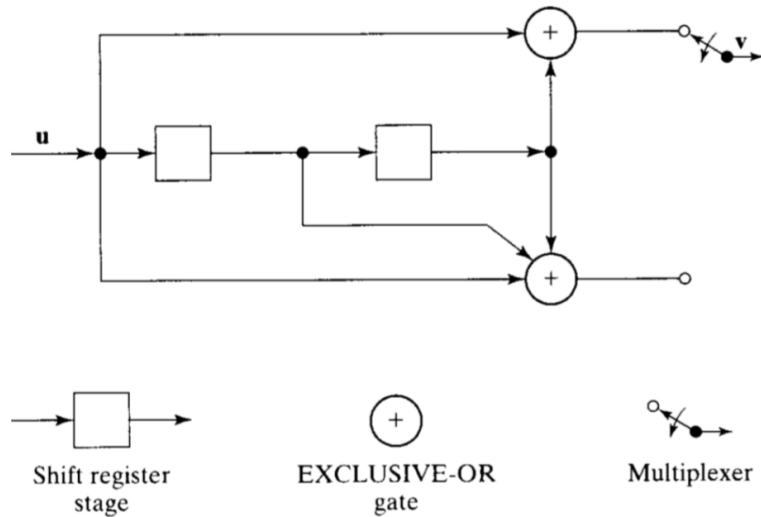 +
v
u
+
+
Shift register
stage
EXCLUSIVE-OR
gate
Multiplexer